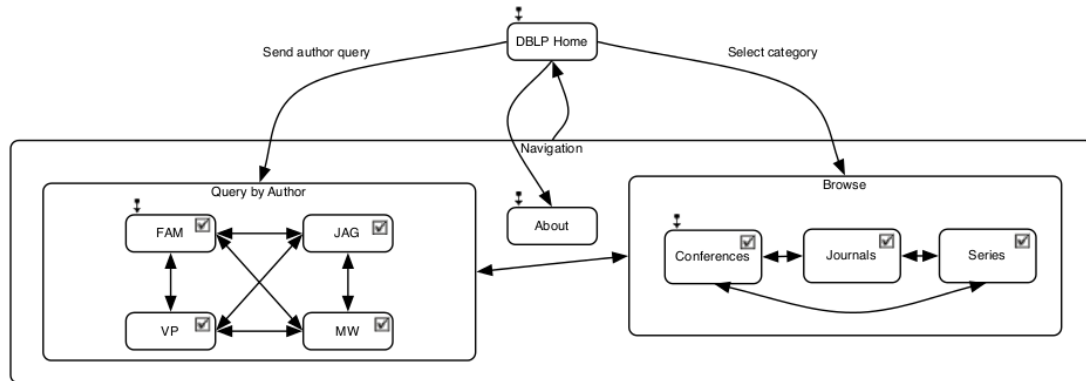 DBLP Home
Send author query
Select category
Navigation
Query by Author
Browse
FAM
JAG
About
Conferences
Journals
Series
VP
MW